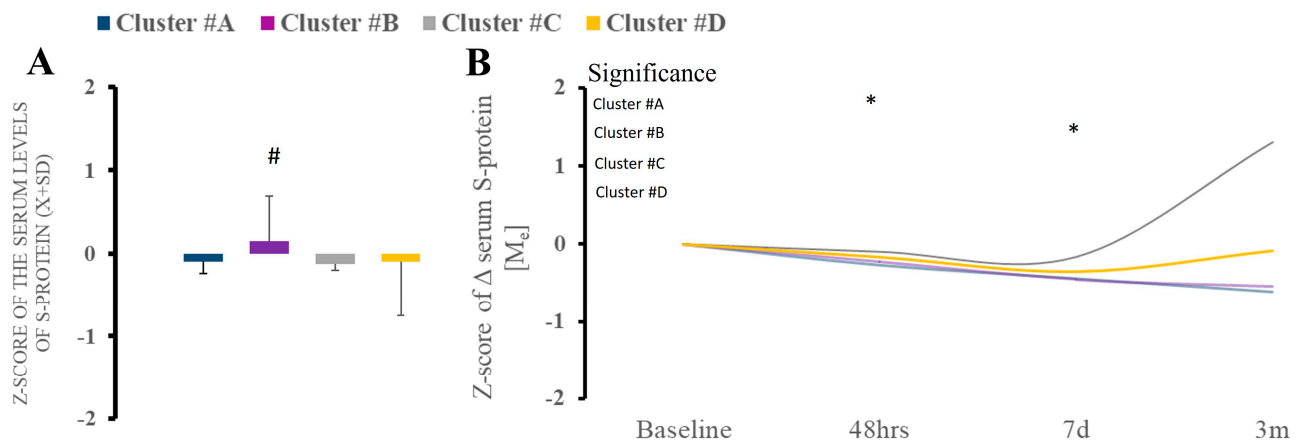 Cluster #A Cluster #B Cluster #C Cluster #D
A
Z-SCORE OF THE SERUM LEVELS
OF S-PROTEIN (X+SD)
2
1
0
-1
-2
#
B
Z-score of Δ serum S-protein
[Me]
2
1
0
-1
-2
Significance
Cluster #A
*
Cluster #B
*
Cluster #C
Cluster #D
Baseline 48hrs 7d 3m